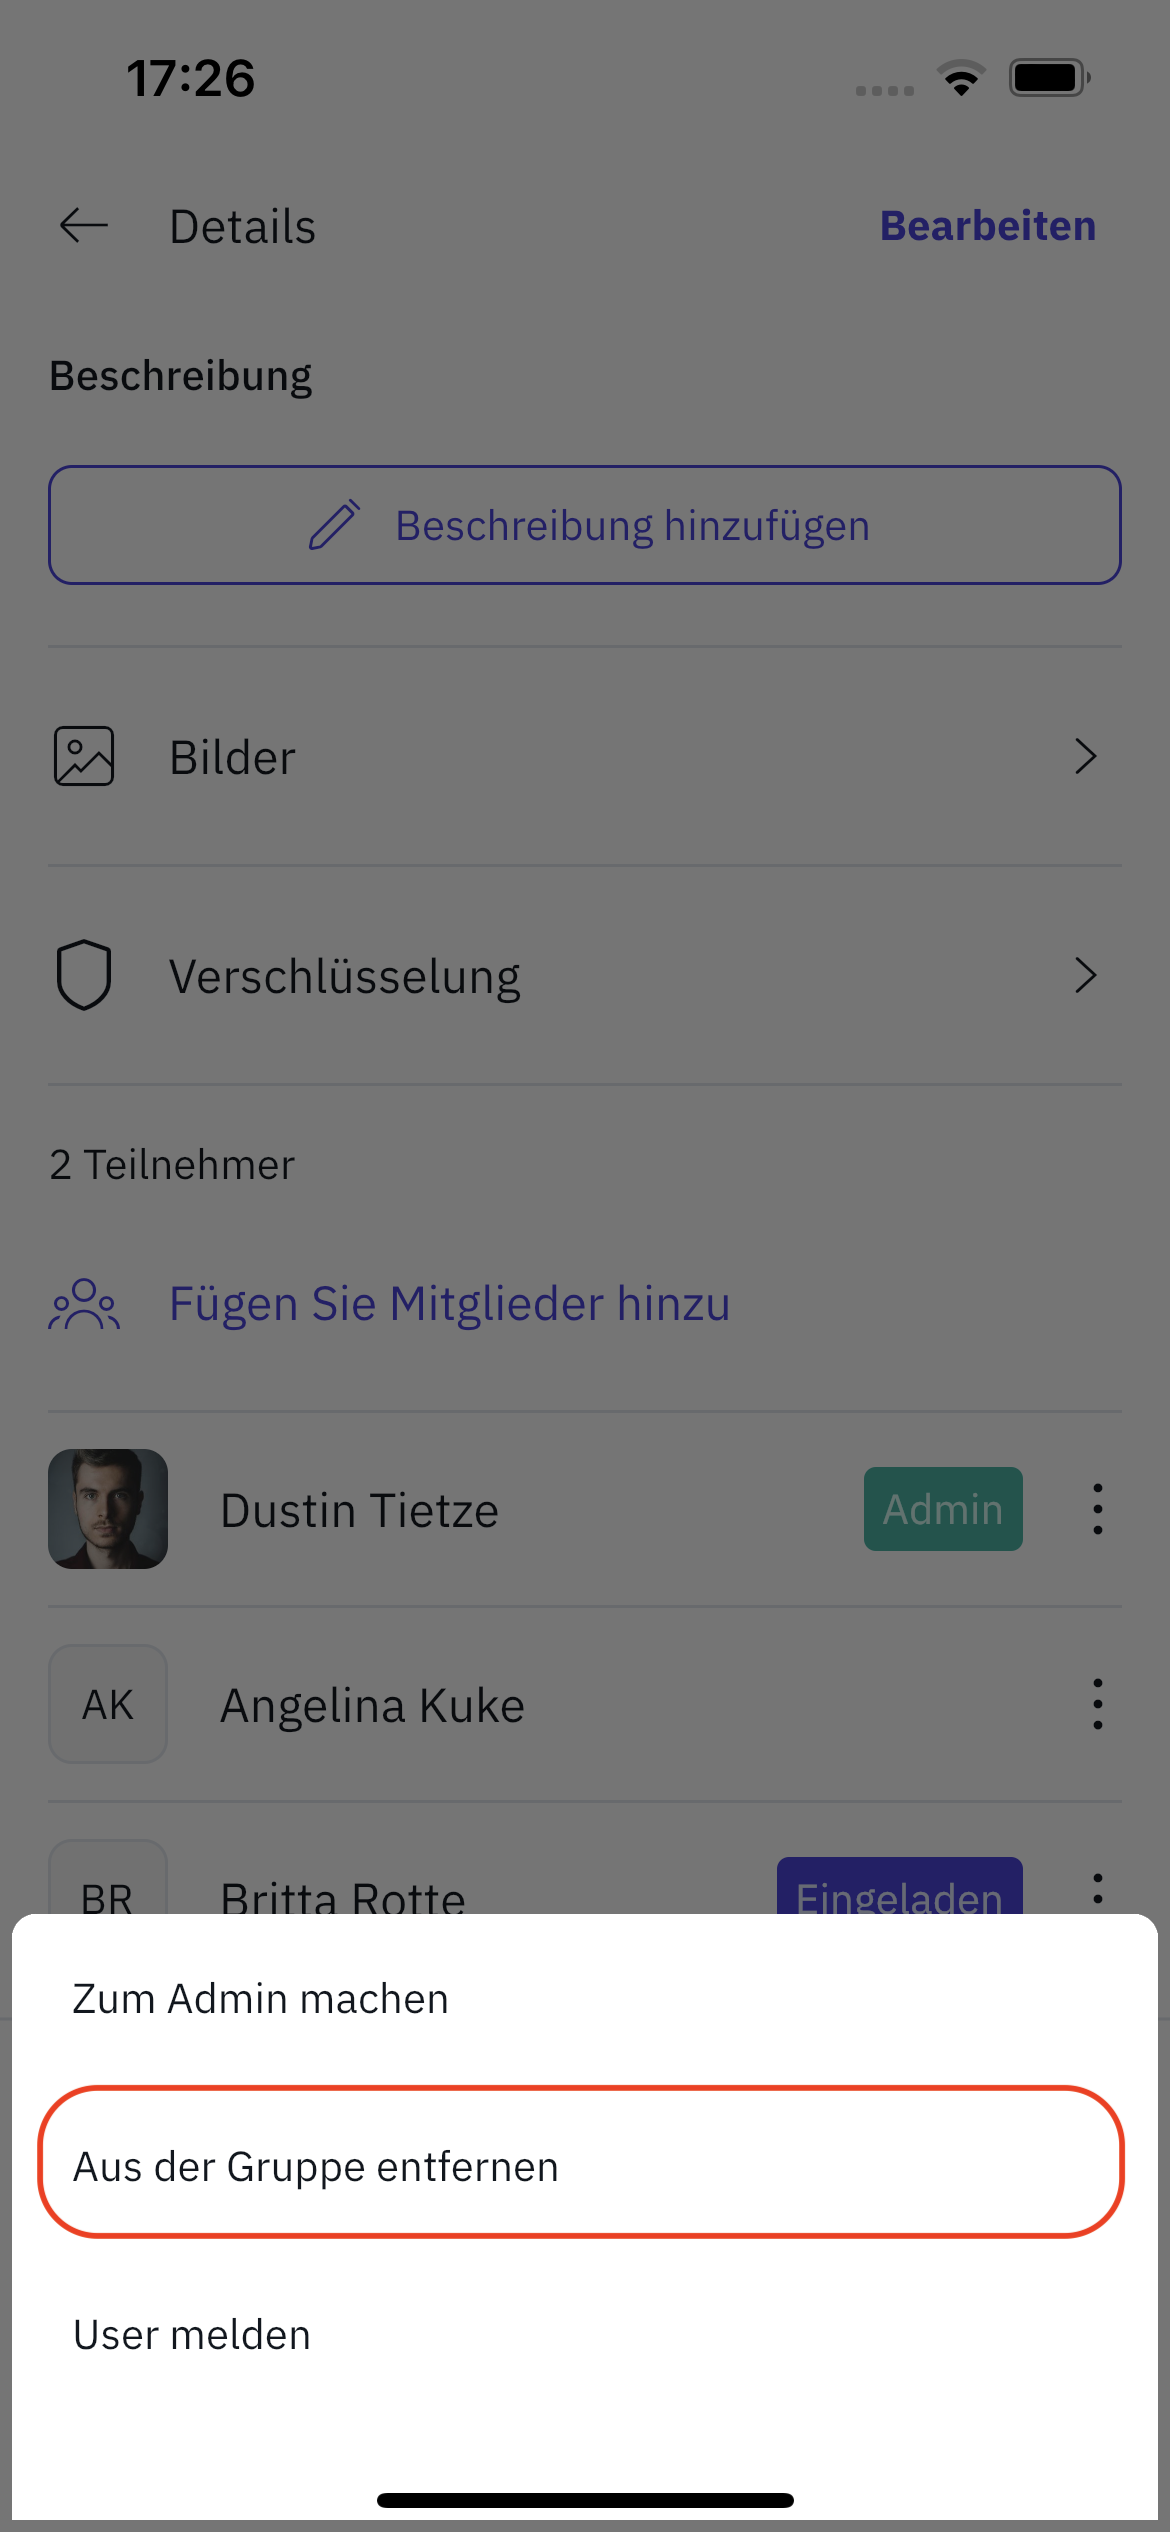 17:26
Details
Bearbeiten
Beschreibung
Beschreibung hinzufügen
Bilder
Verschlüsselung
2 Teilnehmer
Fügen Sie Mitglieder hinzu
Dustin Tietze
Admin
AK
Angelina Kuke
BR
Britta Rotte
Eingeladen
Zum Admin machen
Aus der Gruppe entfernen
User melden